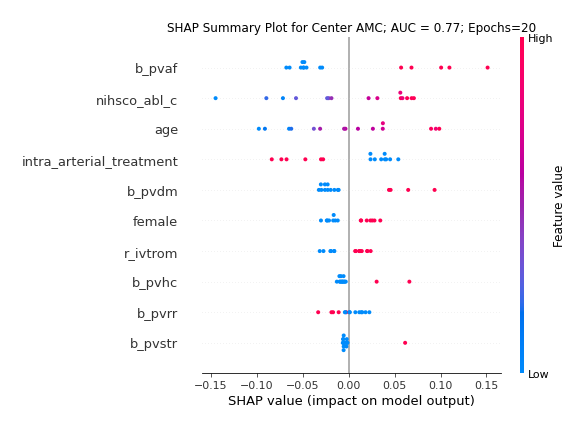 SHAP Summary Plot for Center AMC; AUC = 0.77; Epochs=20
High
b_pvaf
nihsco_abl_c
age
intra_arterial_treatment
b_pvdm
female
r_ivtrom
b_pvhc
b_pvrr
b_pvstr
Feature value
Low
−0.15 −0.10 −0.05 0.00 0.05 0.10 0.15
SHAP value (impact on model output)